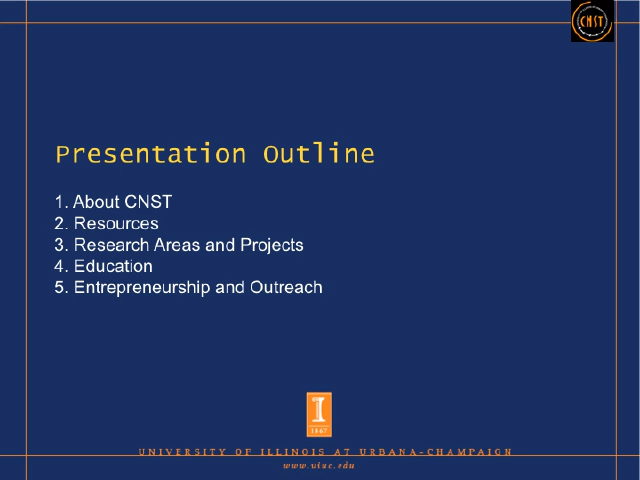 CNST
Presentation Outline
1. About CNST
2. Resources
3. Research Areas and Projects
4. Education
5. Entrepreneurship and Outreach
I
1867
UNIVERSITY OF ILLINOIS AT URBANA-CHAMPAIGN
www.uiuc.edu